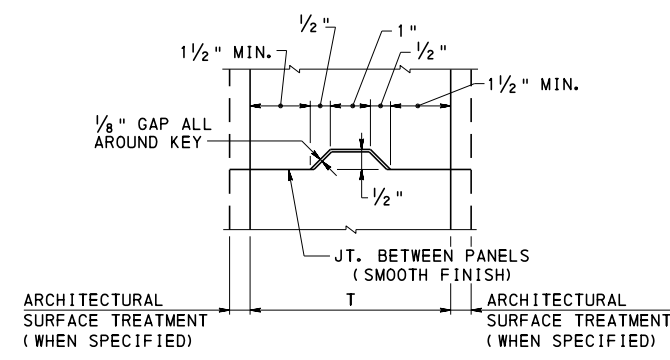 1/2"
1"
1 1/2" MIN.
1/2"
1 1/2" MIN.
1/8" GAP ALL
AROUND KEY
1/2"
JT. BETWEEN PANELS
(SMOOTH FINISH)
ARCHITECTURAL
SURFACE TREATMENT
(WHEN SPECIFIED)
T
ARCHITECTURAL
SURFACE TREATMENT
(WHEN SPECIFIED)